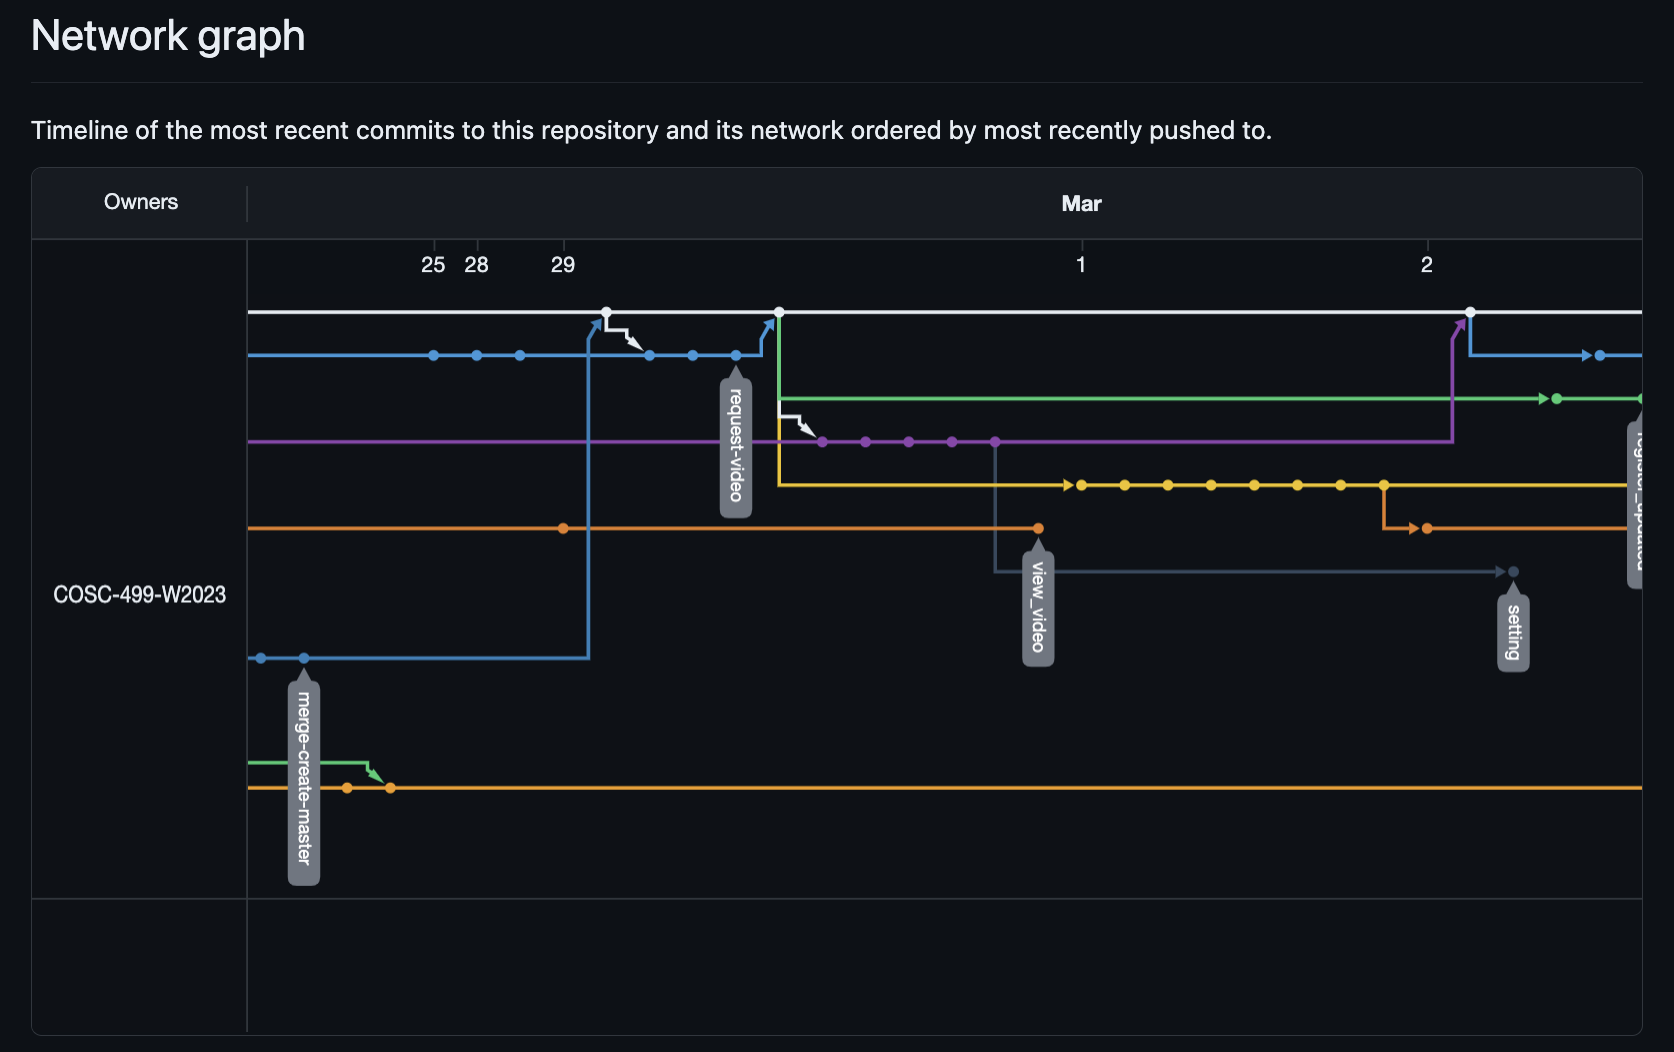 Network graph
Timeline of the most recent commits to this repository and its network ordered by most recently pushed to.
Owners
Mar
25 28 29 1 2
request-video
COSC-499-W2023
view_video
setting
merge-create-master